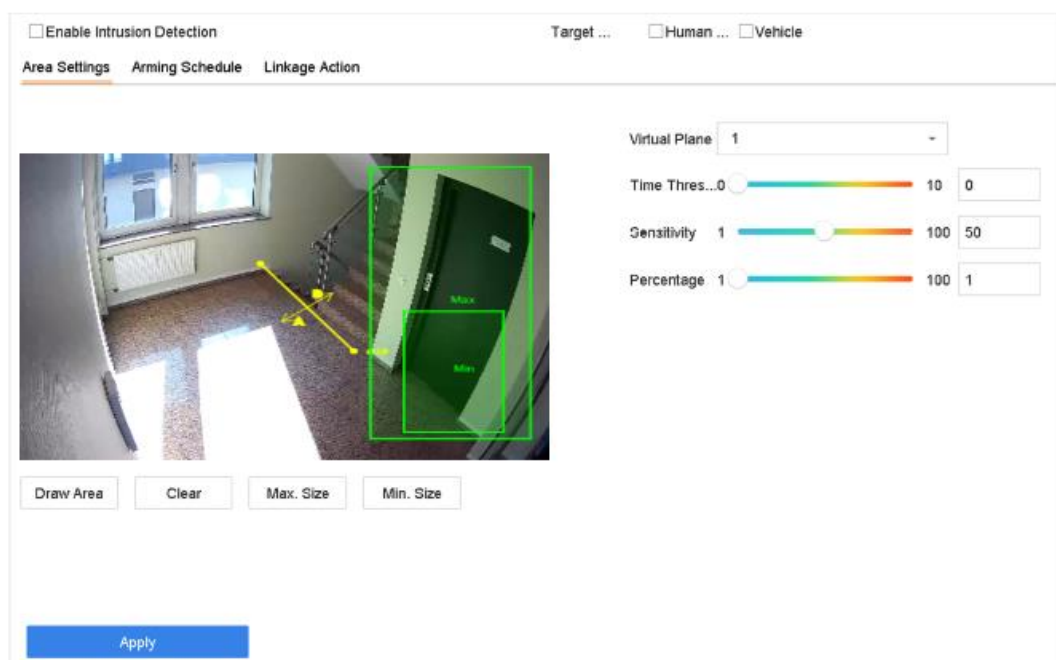 Enable Intrusion Detection Target ... Human ... Vehicle
Area Settings Arming Schedule Linkage Action
Virtual Plane 1
Time Thres...0 10 0
Sensitivity 1 100 50
Percentage 1 100 1
Max
Min
Draw Area Clear Max. Size Min. Size
Apply